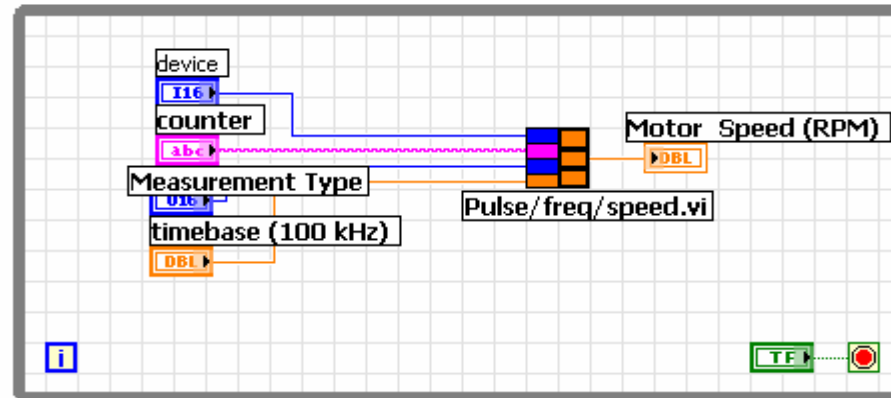 device
I16
counter
abc
Motor Speed (RPM)
DBL
Measurement Type
U16
Pulse/freq/speed.vi
timebase (100 kHz)
DBL
i
TF